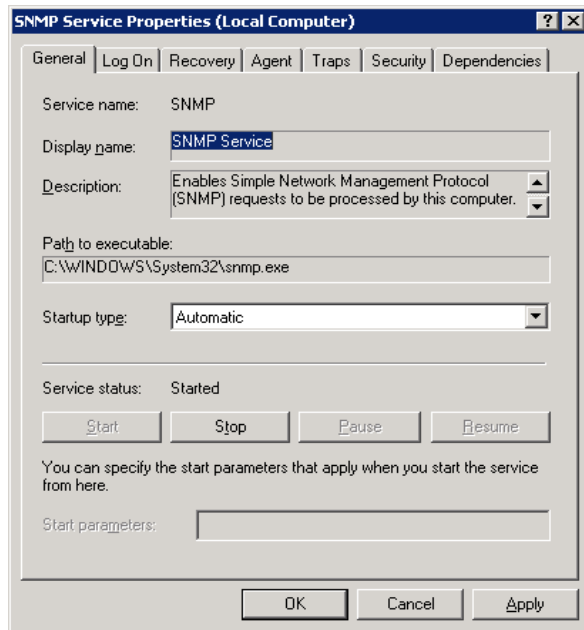 SNMP Service Properties (Local Computer)
General Log On Recovery Agent Traps Security Dependencies
Service name: SNMP
Display name: SNMP Service
Description: Enables Simple Network Management Protocol
(SNMP) requests to be processed by this computer.
Path to executable:
C:\WINDOWS\System32\snmp.exe
Startup type: Automatic
Service status: Started
Start Stop Pause Resume
You can specify the start parameters that apply when you start the service
from here.
Start parameters:
OK Cancel Apply